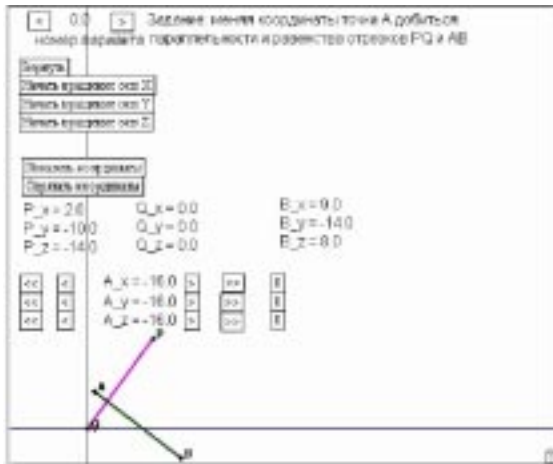 < 0.0 > Задание: меняя координаты точки A добиться
номер варианта параллельности и равенства отрезков PQ и AB
Вернуть
Начать вращение оси X
Начать вращение оси Y
Начать вращение оси Z
Показать координаты
Спрятать координаты
P_x = 2.0 Q_x = 0.0 B_x = 9.0
P_y = -10.0 Q_y = 0.0 B_y = -14.0
P_z = -14.0 Q_z = 0.0 B_z = 8.0
<< < A_x = -16.0 > >> 0
<< < A_y = -16.0 > >> 0
<< < A_z = -16.0 > >> 0
P
A
Q
B